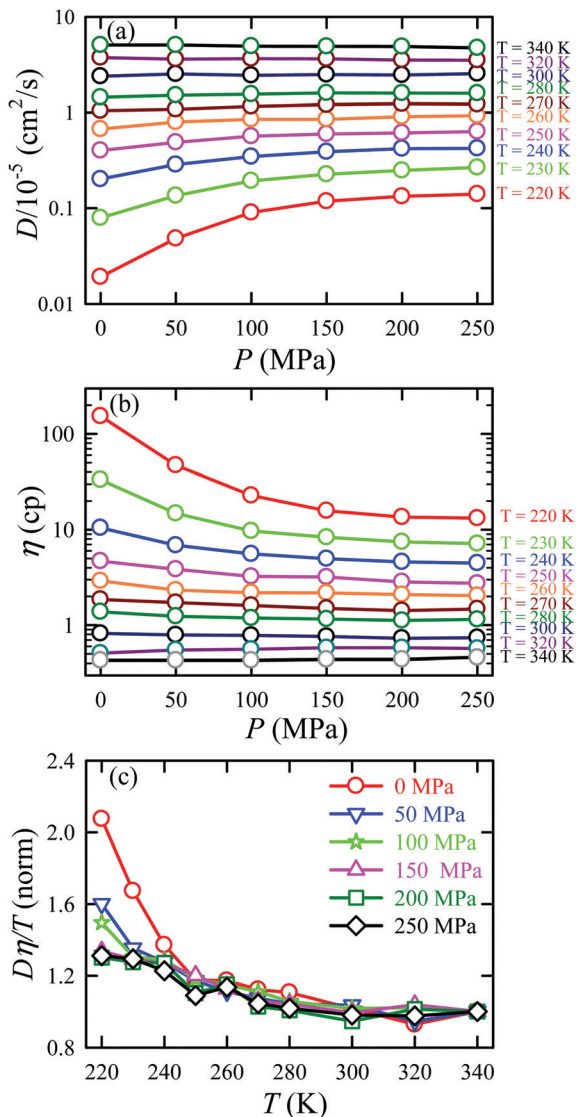 (a)
10
1
0.1
0.01
D/10⁻⁵ (cm²/s)
T = 340 K
T = 320 K
T = 300 K
T = 280 K
T = 270 K
T = 260 K
T = 250 K
T = 240 K
T = 230 K
T = 220 K
0 50 100 150 200 250
P (MPa)
(b)
100
10
1
η (cp)
T = 220 K
T = 230 K
T = 240 K
T = 250 K
T = 260 K
T = 270 K
T = 280 K
T = 300 K
T = 320 K
T = 340 K
0 50 100 150 200 250
P (MPa)
(c)
2.4
2.0
1.6
1.2
0.8
Dη/T (norm)
0 MPa
50 MPa
100 MPa
150 MPa
200 MPa
250 MPa
220 240 260 280 300 320 340
T (K)